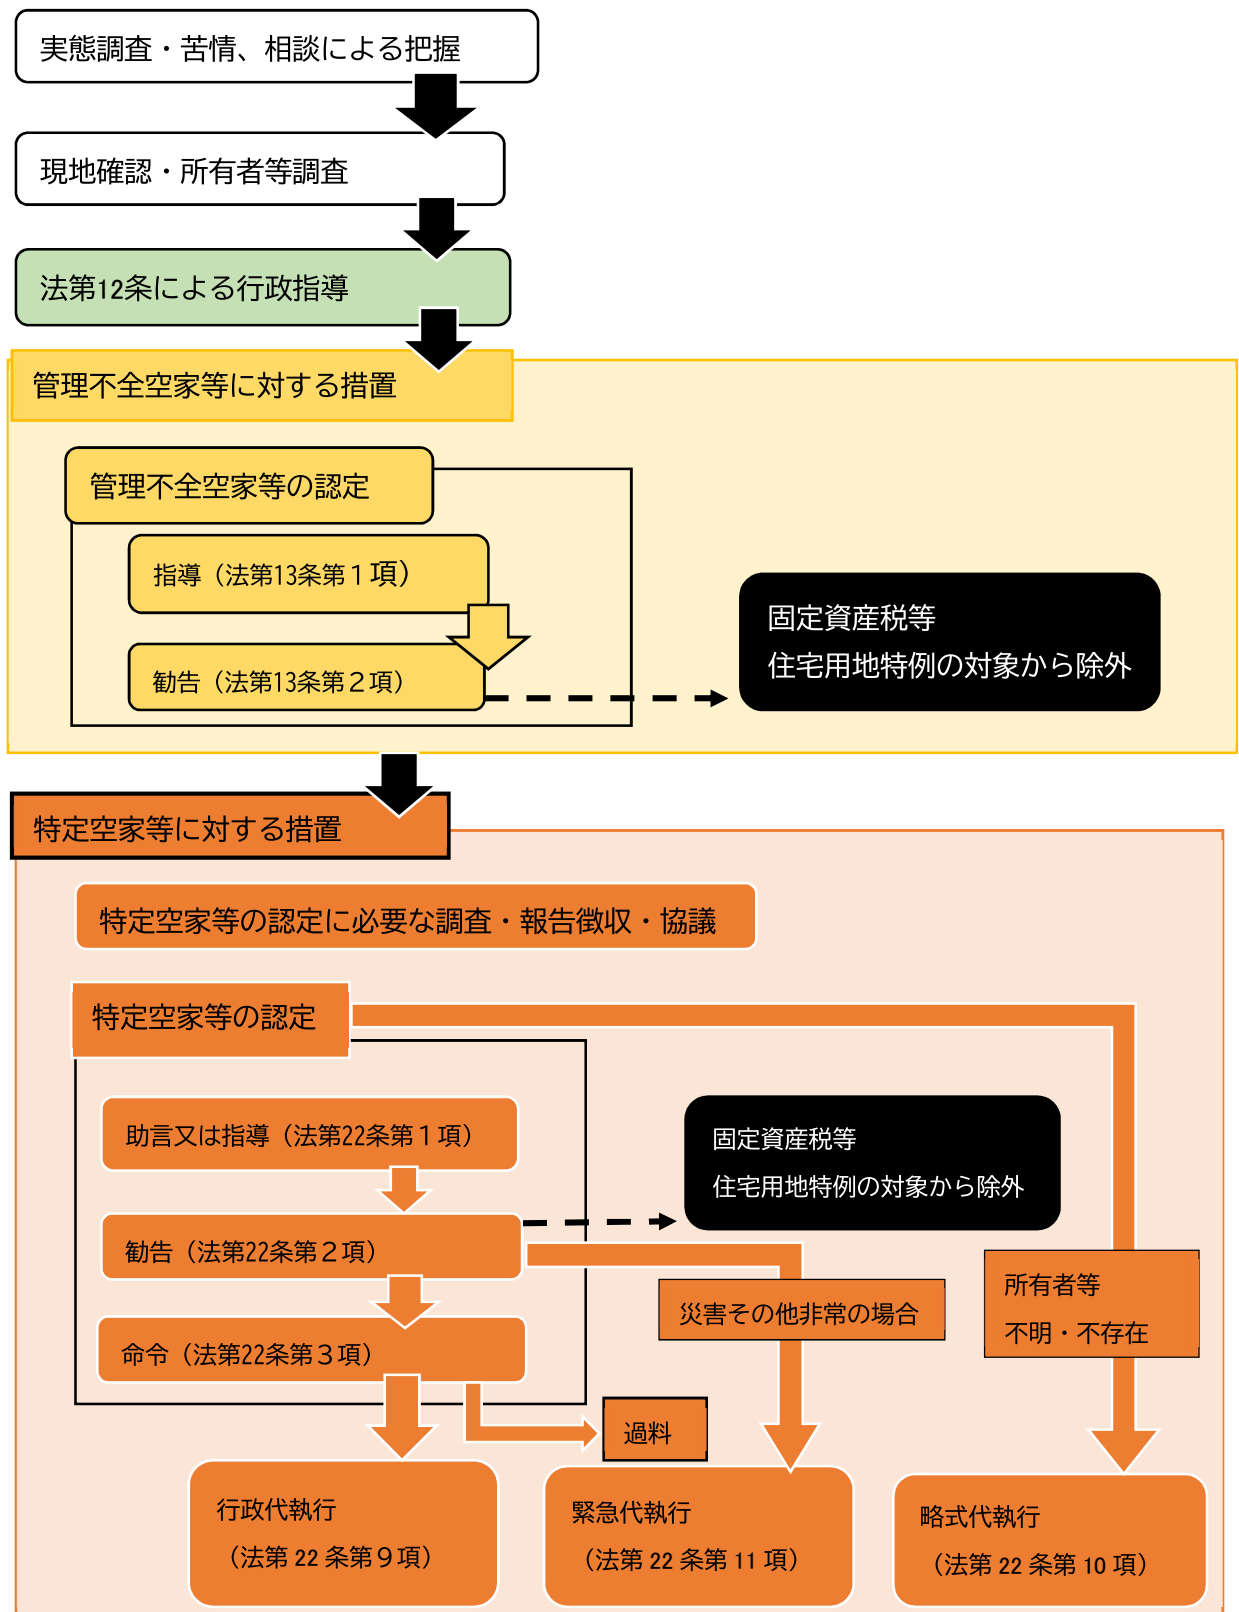 実態調査・苦情、相談による把握
現地確認・所有者等調査
法第12条による行政指導
管理不全空家等に対する措置
管理不全空家等の認定
指導（法第13条第１項）
勧告（法第13条第２項）
固定資産税等
住宅用地特例の対象から除外
特定空家等に対する措置
特定空家等の認定に必要な調査・報告徴収・協議
特定空家等の認定
助言又は指導（法第22条第１項）
固定資産税等
住宅用地特例の対象から除外
勧告（法第22条第２項）
災害その他非常の場合
所有者等
不明・不存在
命令（法第22条第３項）
過料
行政代執行
（法第 22 条第９項）
緊急代執行
（法第 22 条第 11 項）
略式代執行
（法第 22 条第 10 項）